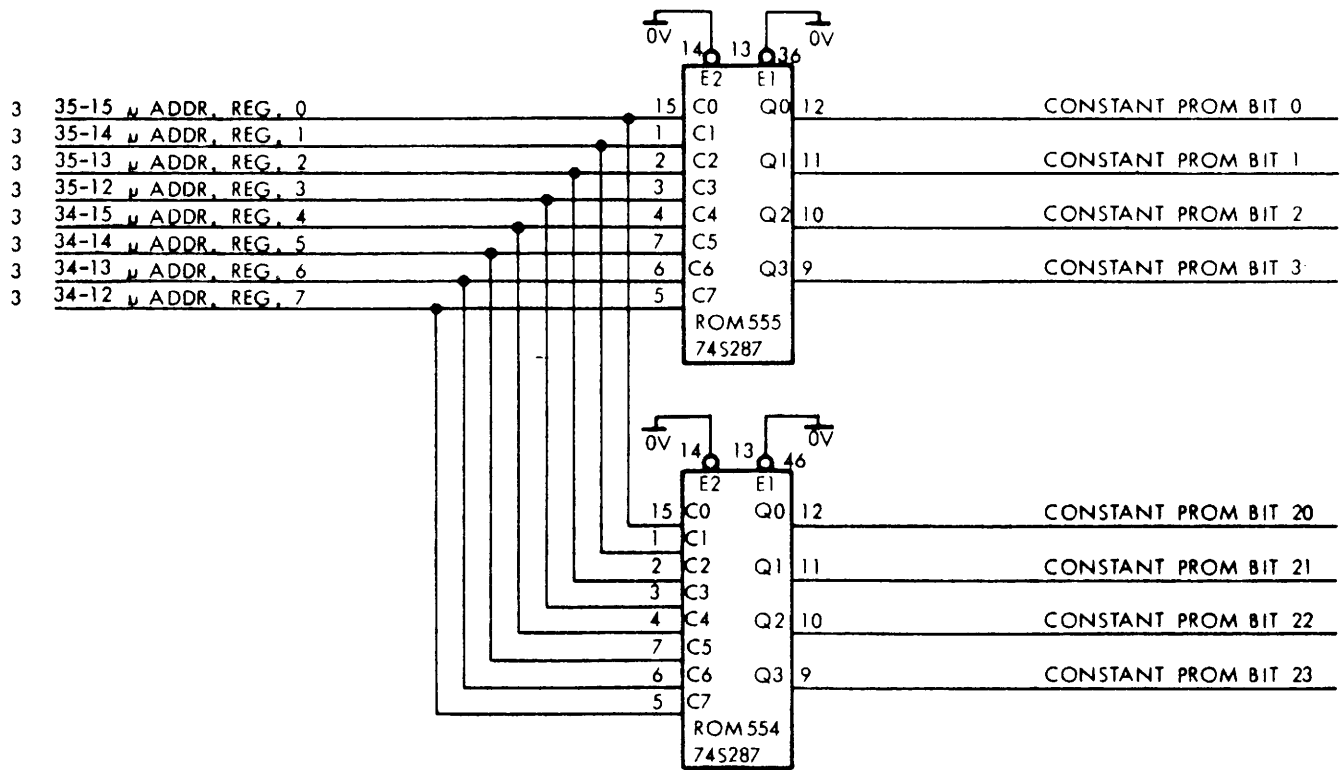 0V 0V
14 13 36
E2 E1
3 35-15 µ ADDR. REG. 0 15 C0 Q0 12 CONSTANT PROM BIT 0
3 35-14 µ ADDR. REG. 1 1 C1
3 35-13 µ ADDR. REG. 2 2 C2 Q1 11 CONSTANT PROM BIT 1
3 35-12 µ ADDR. REG. 3 3 C3
3 34-15 µ ADDR. REG. 4 4 C4 Q2 10 CONSTANT PROM BIT 2
3 34-14 µ ADDR. REG. 5 7 C5
3 34-13 µ ADDR. REG. 6 6 C6 Q3 9 CONSTANT PROM BIT 3
3 34-12 µ ADDR. REG. 7 5 C7
ROM555
74S287
0V 0V
14 13 46
E2 E1
15 C0 Q0 12 CONSTANT PROM BIT 20
1 C1
2 C2 Q1 11 CONSTANT PROM BIT 21
3 C3
4 C4 Q2 10 CONSTANT PROM BIT 22
7 C5
6 C6 Q3 9 CONSTANT PROM BIT 23
5 C7
ROM554
74S287